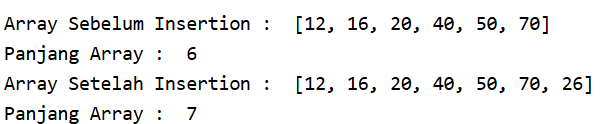 Array Sebelum Insertion :  [12, 16, 20, 40, 50, 70]
Panjang Array :  6
Array Setelah Insertion :  [12, 16, 20, 40, 50, 70, 26]
Panjang Array :  7